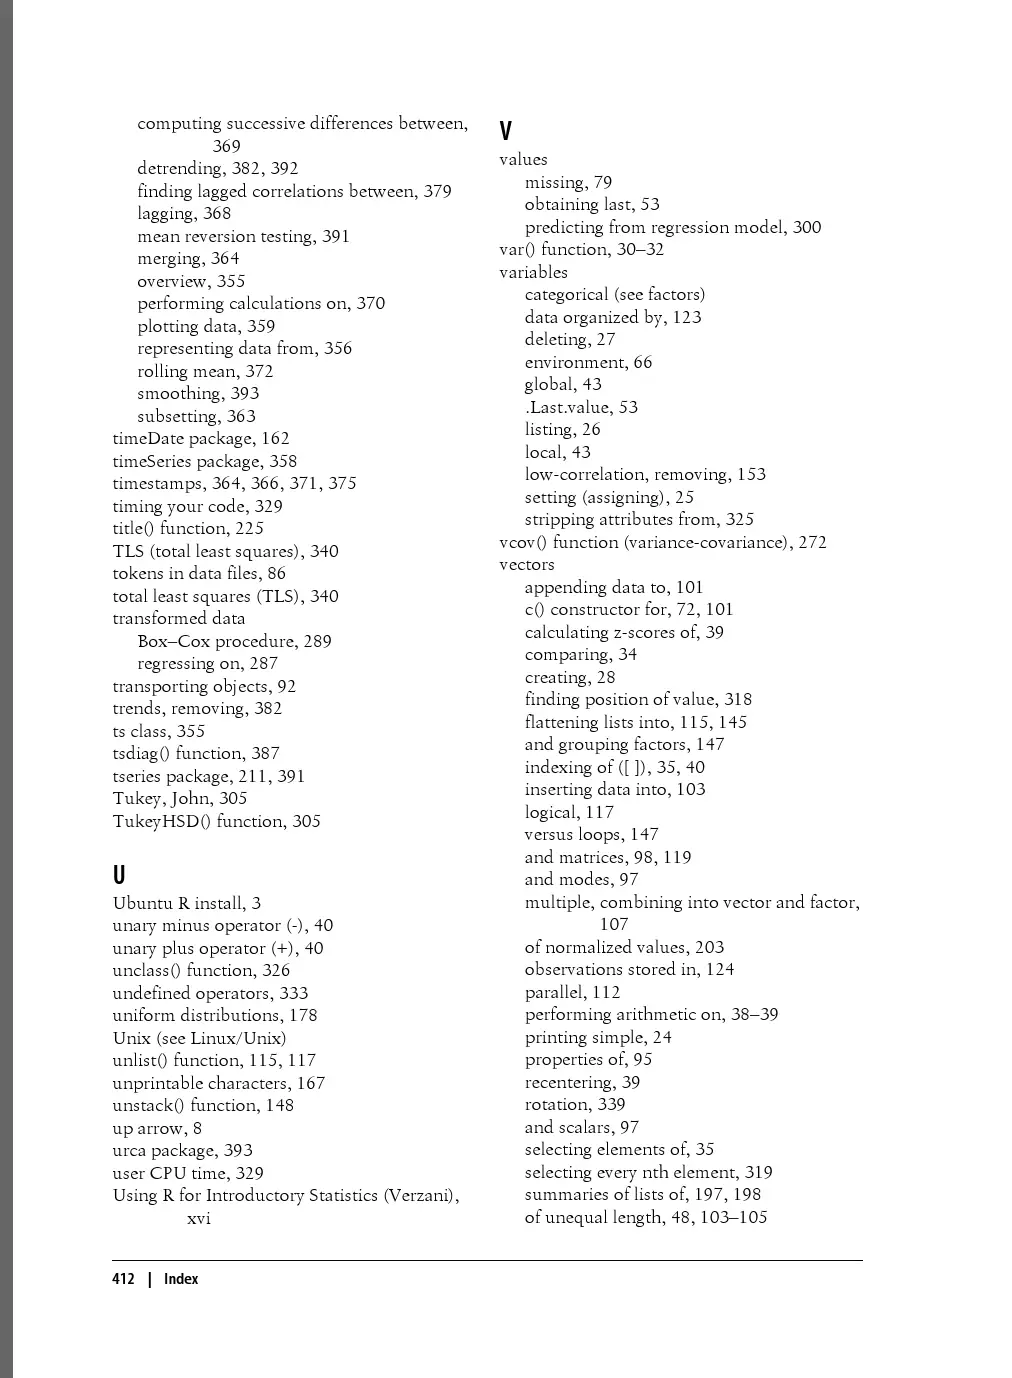 computing successive differences between,
369
detrending, 382, 392
finding lagged correlations between, 379
lagging, 368
mean reversion testing, 391
merging, 364
overview, 355
performing calculations on, 370
plotting data, 359
representing data from, 356
rolling mean, 372
smoothing, 393
subsetting, 363
timeDate package, 162
timeSeries package, 358
timestamps, 364, 366, 371, 375
timing your code, 329
title() function, 225
TLS (total least squares), 340
tokens in data files, 86
total least squares (TLS), 340
transformed data
Box–Cox procedure, 289
regressing on, 287
transporting objects, 92
trends, removing, 382
ts class, 355
tsdiag() function, 387
tseries package, 211, 391
Tukey, John, 305
TukeyHSD() function, 305
U
Ubuntu R install, 3
unary minus operator (-), 40
unary plus operator (+), 40
unclass() function, 326
undefined operators, 333
uniform distributions, 178
Unix (see Linux/Unix)
unlist() function, 115, 117
unprintable characters, 167
unstack() function, 148
up arrow, 8
urca package, 393
user CPU time, 329
Using R for Introductory Statistics (Verzani),
xvi
V
values
missing, 79
obtaining last, 53
predicting from regression model, 300
var() function, 30–32
variables
categorical (see factors)
data organized by, 123
deleting, 27
environment, 66
global, 43
.Last.value, 53
listing, 26
local, 43
low-correlation, removing, 153
setting (assigning), 25
stripping attributes from, 325
vcov() function (variance-covariance), 272
vectors
appending data to, 101
c() constructor for, 72, 101
calculating z-scores of, 39
comparing, 34
creating, 28
finding position of value, 318
flattening lists into, 115, 145
and grouping factors, 147
indexing of ([ ]), 35, 40
inserting data into, 103
logical, 117
versus loops, 147
and matrices, 98, 119
and modes, 97
multiple, combining into vector and factor,
107
of normalized values, 203
observations stored in, 124
parallel, 112
performing arithmetic on, 38–39
printing simple, 24
properties of, 95
recentering, 39
rotation, 339
and scalars, 97
selecting elements of, 35
selecting every nth element, 319
summaries of lists of, 197, 198
of unequal length, 48, 103–105
412 | Index